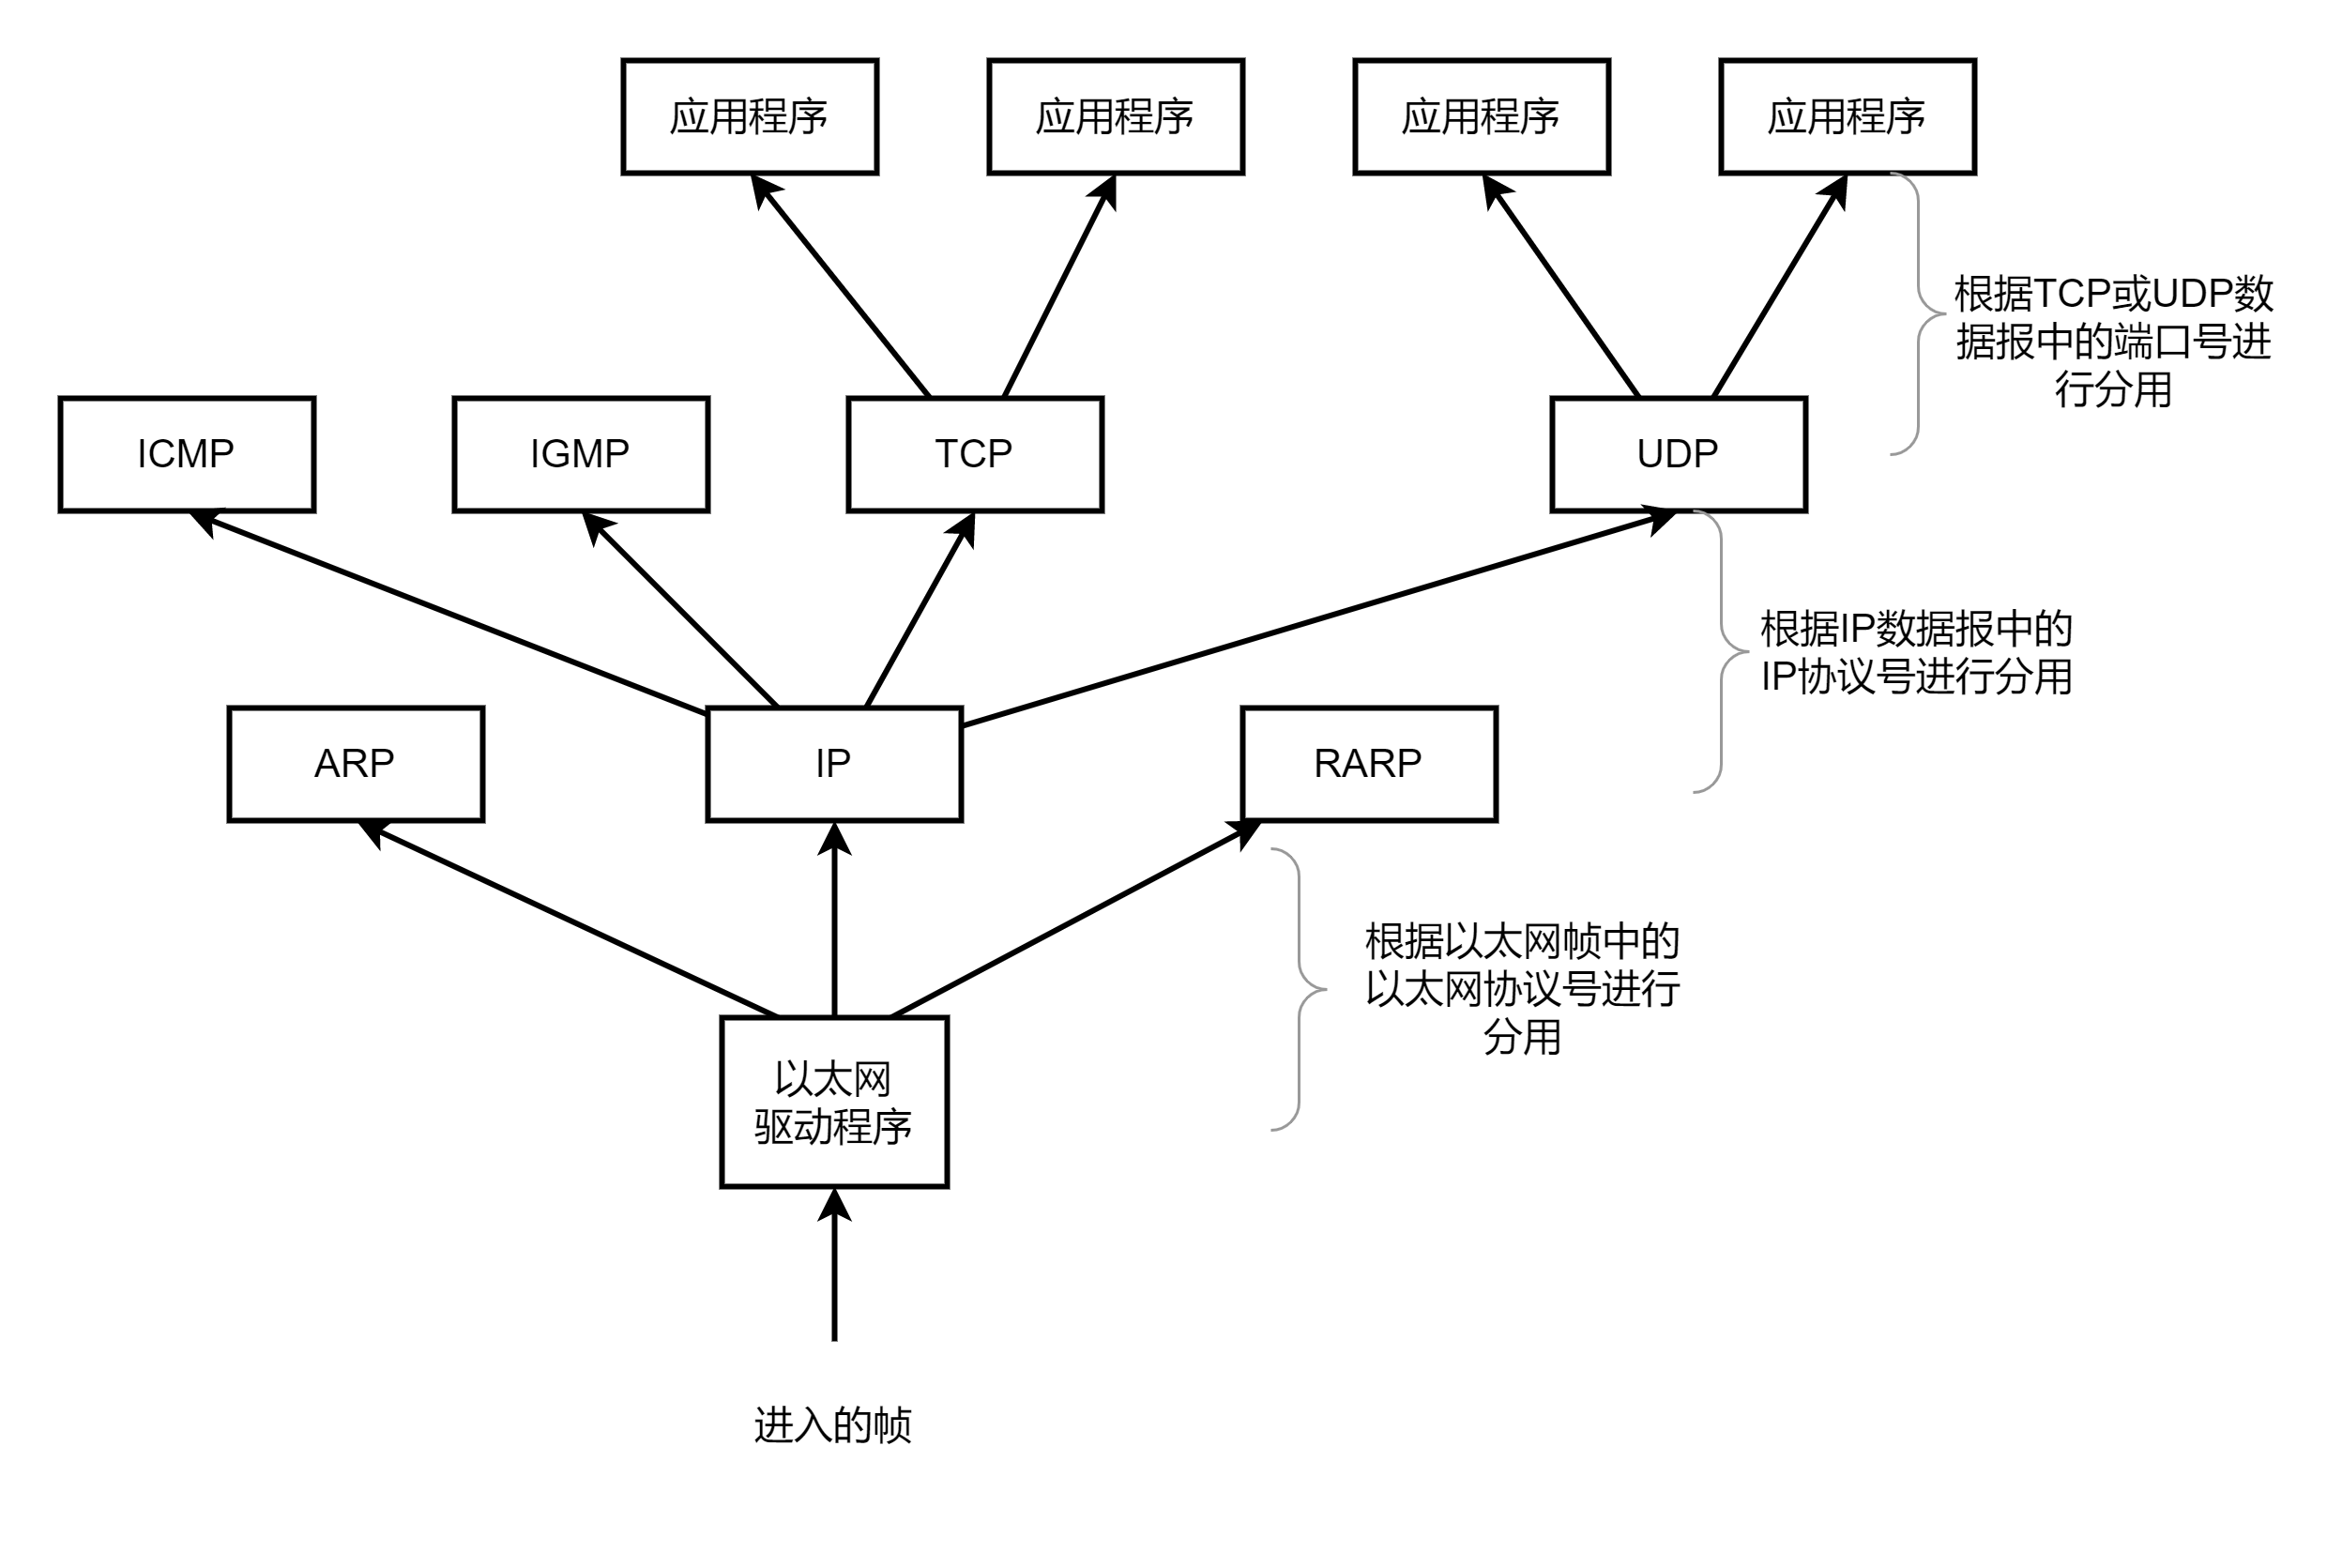 应用程序
应用程序
应用程序
应用程序
根据TCP或UDP数
据报中的端口号进
行分用
ICMP
IGMP
TCP
UDP
根据IP数据报中的
IP协议号进行分用
ARP
IP
RARP
根据以太网帧中的
以太网协议号进行
分用
以太网
驱动程序
进入的帧